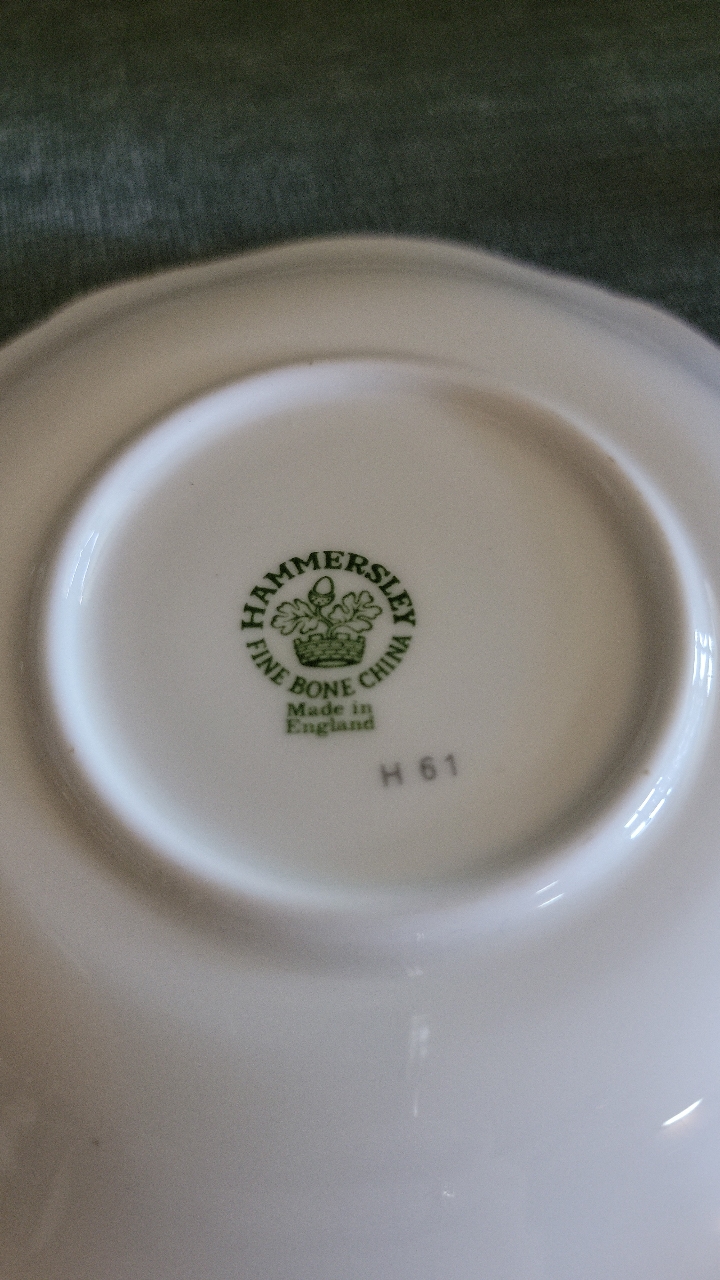 HAMMERSLEY
FINE BONE CHINA
Made in
England
H 61